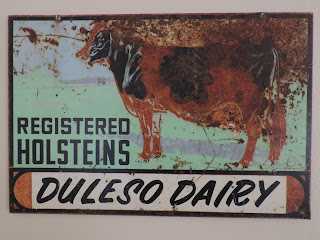 REGISTERED
HOLSTEINS
DULESO DAIRY